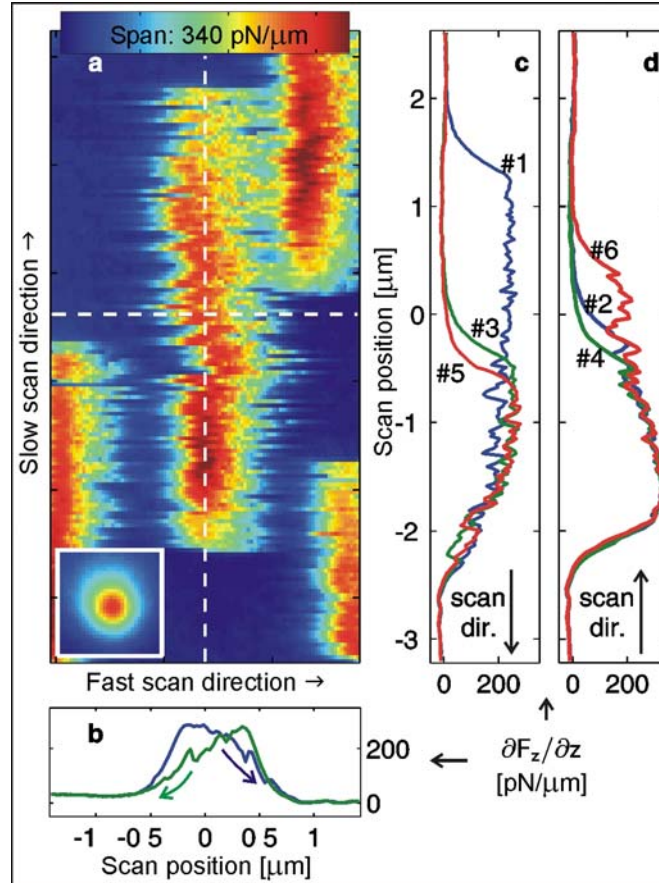 Span: 340 pN/μm
a
Slow scan direction →
Fast scan direction →
c
d
2
1
0
-1
-2
-3
Scan position [μm]
#1
#3
#5
#6
#2
#4
scan
dir.
scan
dir.
0 200
0 200
b
200
0
-1 -0 5 0 0 5 1
Scan position [μm]
∂Fz/∂z
[pN/μm]